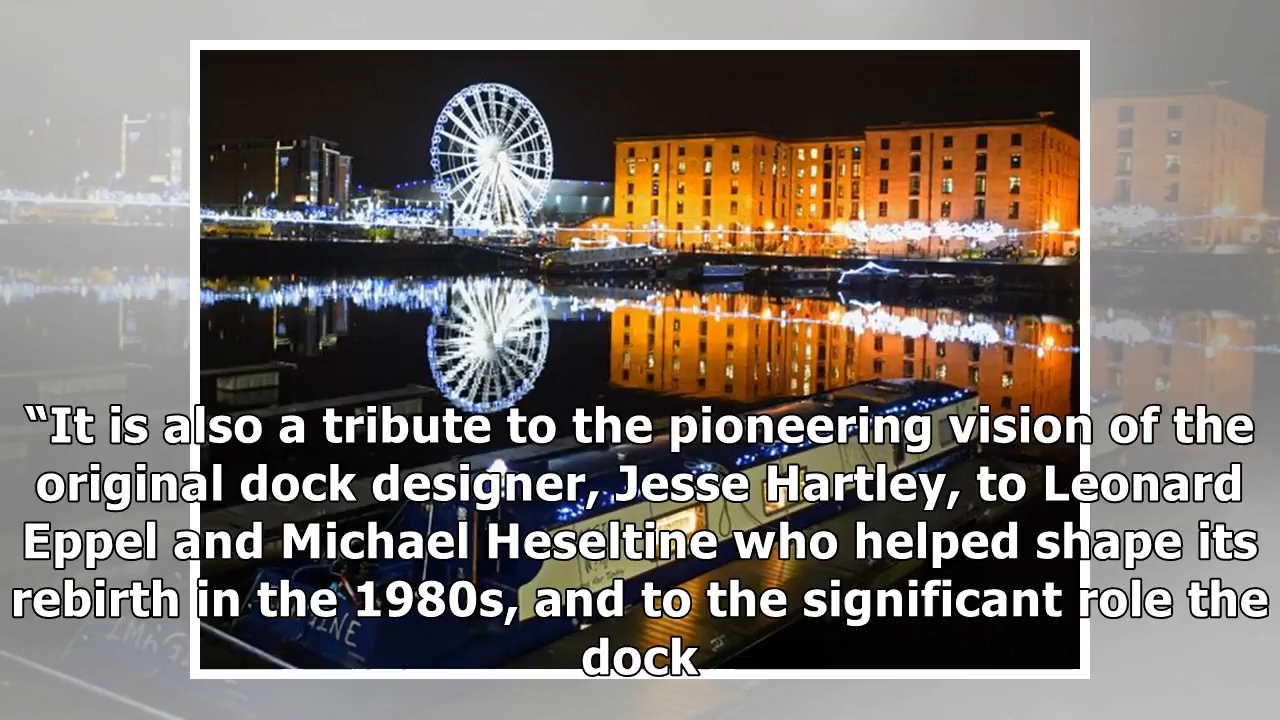 “It is also a tribute to the pioneering vision of the
original dock designer, Jesse Hartley, to Leonard
Eppel and Michael Heseltine who helped shape its
rebirth in the 1980s, and to the significant role the
dock